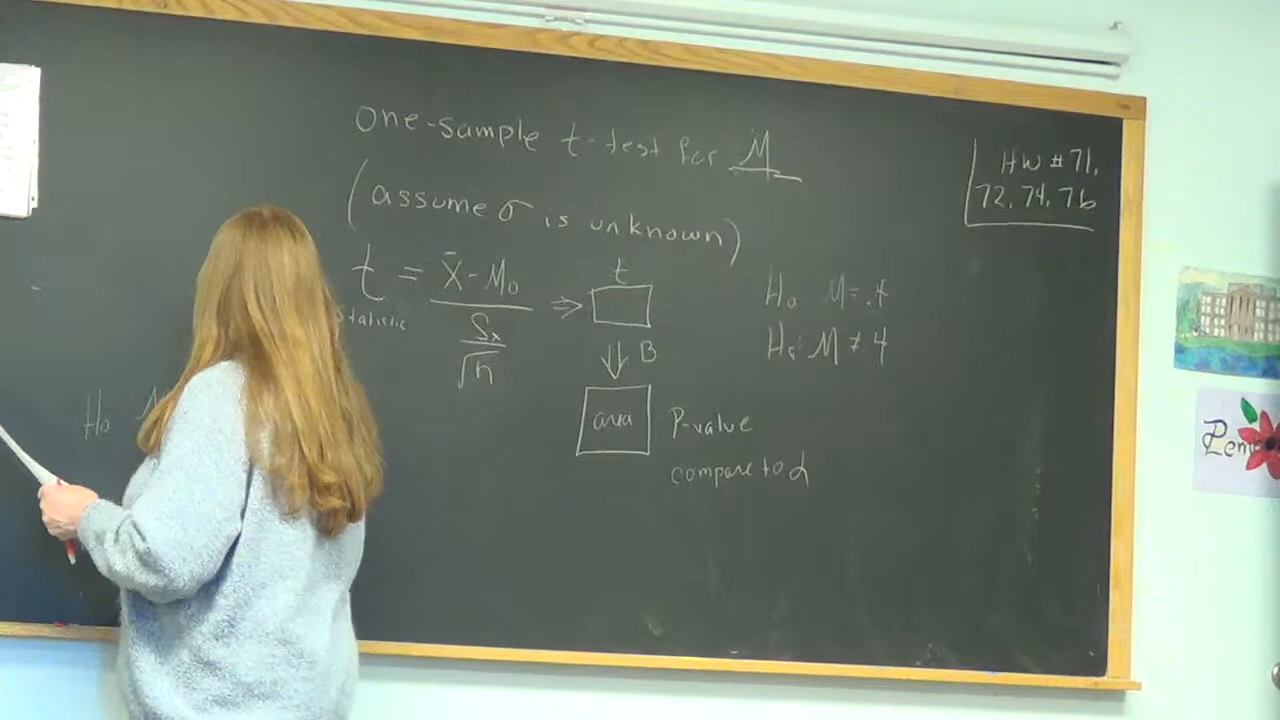 one-sample t-test for M
(assume σ is unknown)
t = x̄ - M₀
statistic
Sx
√n
⇒
t
⇓ B
area
P-value
compare to α
H₀ M = .4
Ha: M ≠ 4
HW #71,
72, 74, 76
H₀